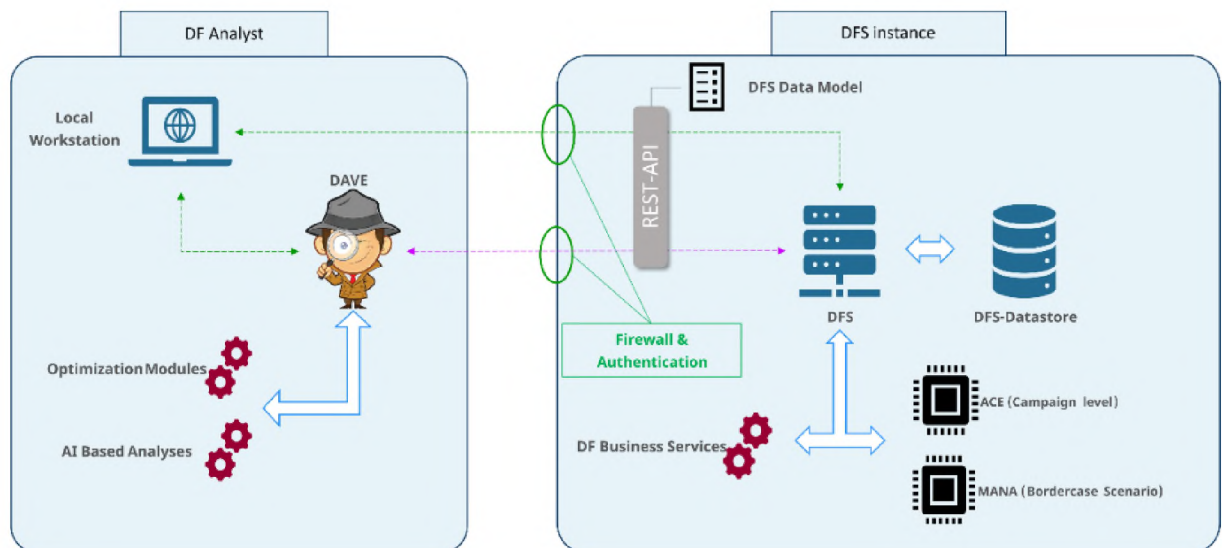 DF Analyst
DFS instance
Local
Workstation
DAVE
DFS Data Model
REST-API
DFS
DFS-Datastore
Firewall &
Authentication
Optimization Modules
AI Based Analyses
DF Business Services
ACE (Campaign level)
MANA (Bordercase Scenario)